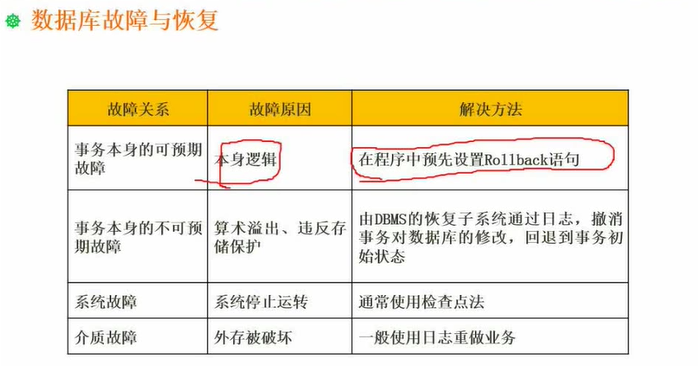 数据库故障与恢复
故障关系 故障原因 解决方法
事务本身的可预期
故障
本身逻辑
在程序中预先设置Rollback语句
事务本身的不可预
期故障
算术溢出、违反存
储保护
由DBMS的恢复子系统通过日志，撤消
事务对数据库的修改，回退到事务初
始状态
系统故障 系统停止运转 通常使用检查点法
介质故障 外存被破坏 一般使用日志重做业务